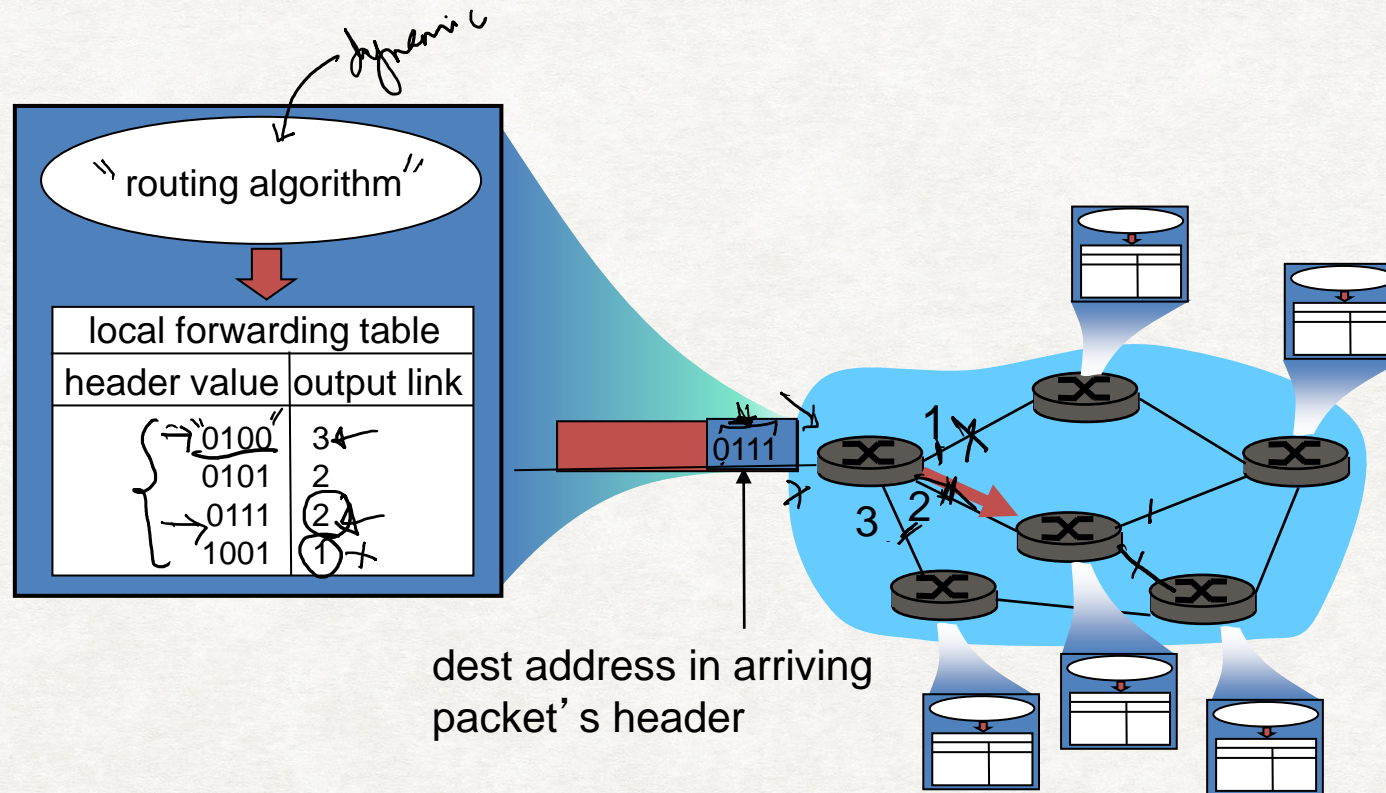 dynamic
"routing algorithm"
local forwarding table
header value output link
"0100" 3
0101 2
0111 2
1001 1
0111
1
2
3
dest address in arriving
packet's header